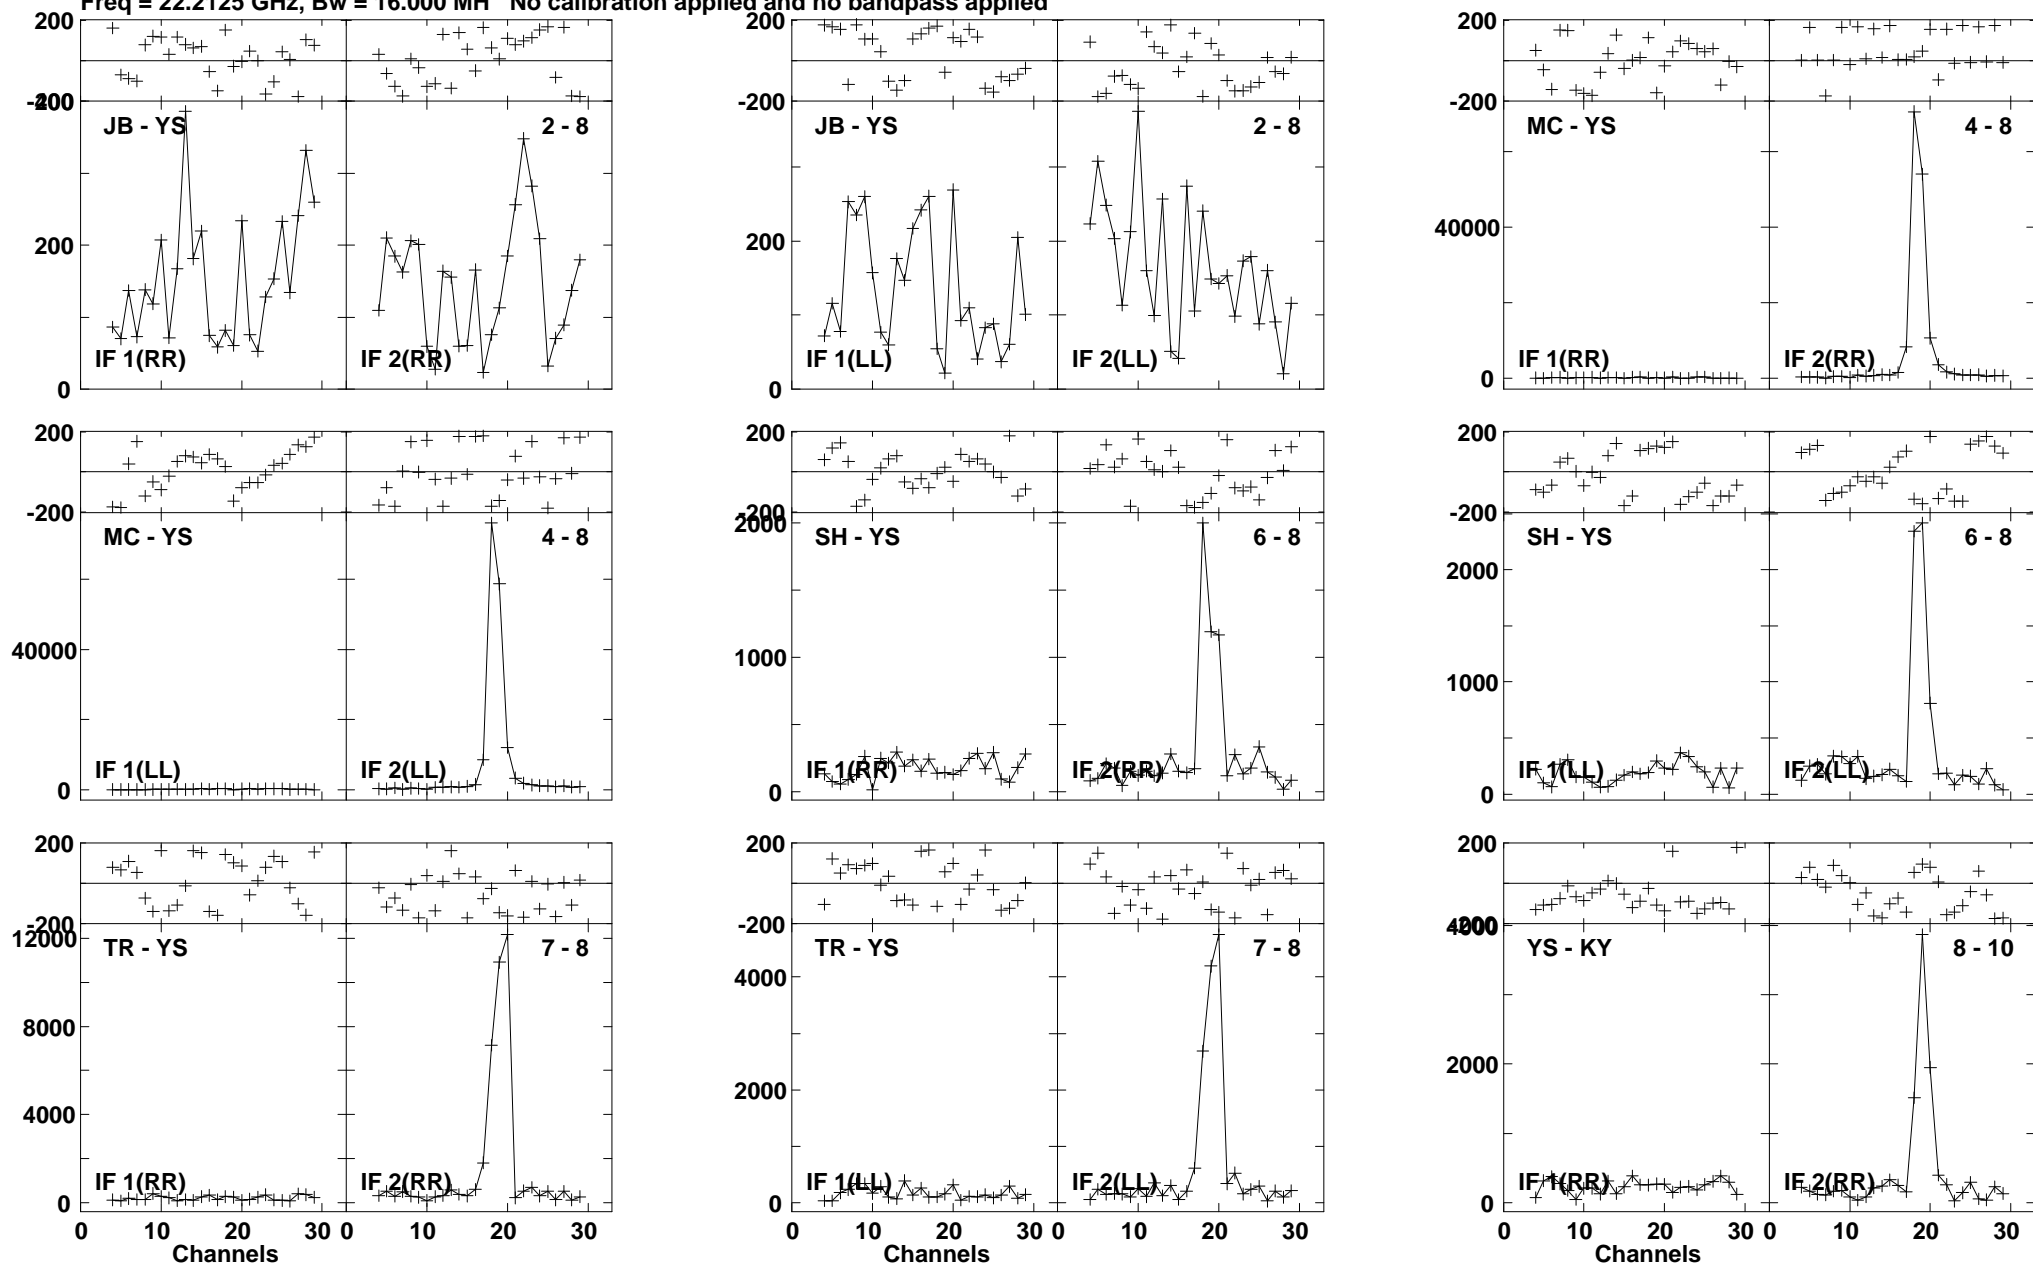 Freq = 22.2125 GHz, Bw = 16.000 MH No calibration applied and no bandpass applied
200
-200
400
JB - YS
2 - 8
200
0
IF 1(RR)
IF 2(RR)
200
-200
JB - YS
2 - 8
200
0
IF 1(LL)
IF 2(LL)
200
-200
MC - YS
4 - 8
40000
0
IF 1(RR)
IF 2(RR)
200
-200
MC - YS
4 - 8
40000
0
IF 1(LL)
IF 2(LL)
200
-200
2000
SH - YS
6 - 8
1000
0
IF 1(RR)
IF 2(RR)
200
-200
SH - YS
6 - 8
2000
1000
0
IF 1(LL)
IF 2(LL)
200
-200
12000
TR - YS
7 - 8
8000
4000
0
IF 1(RR)
IF 2(RR)
0 10 20 30 0 10 20 30
Channels
200
-200
TR - YS
7 - 8
4000
2000
0
IF 1(LL)
IF 2(LL)
0 10 20 30 0 10 20 30
Channels
200
-200
4000
YS - KY
8 - 10
2000
0
IF 1(RR)
IF 2(RR)
0 10 20 30 0 10 20 30
Channels